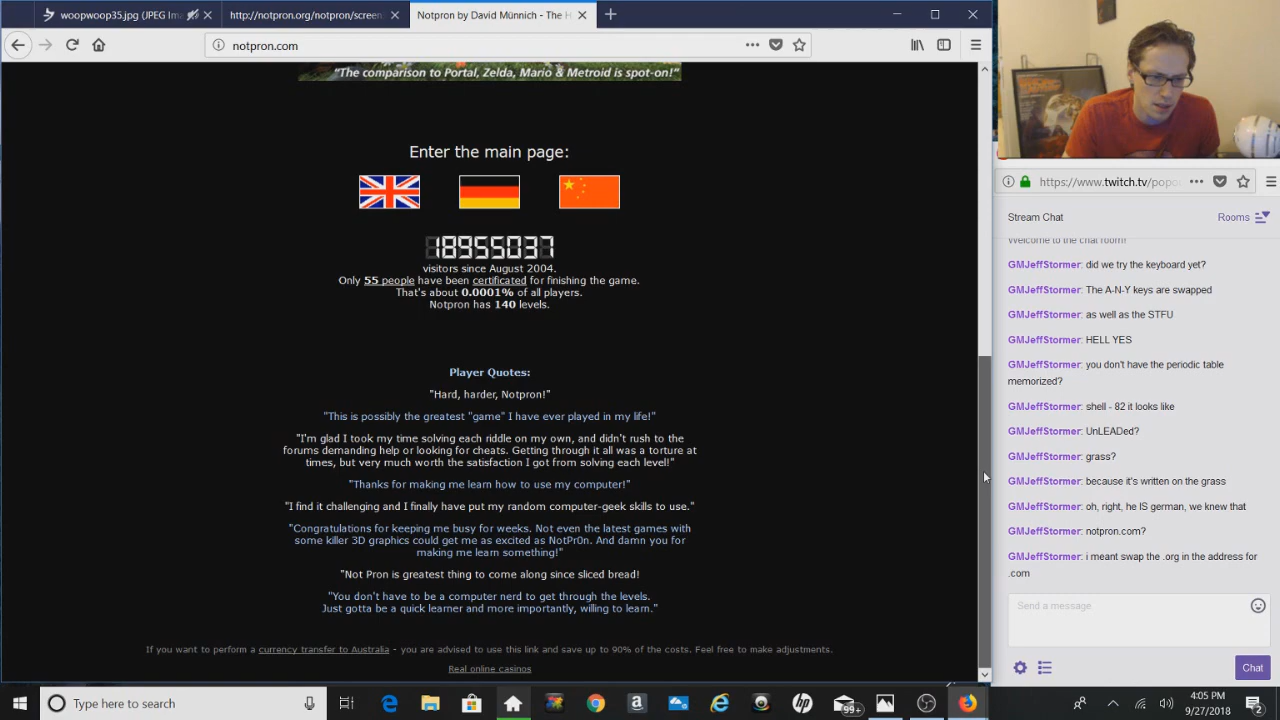 woopwoop35.jpg (JPEG Ima
http://notpron.org/notpron/screen
Notpron by David Münnich - The H
notpron.com
"The comparison to Portal, Zelda, Mario & Metroid is spot-on!"
Enter the main page:
18955037
visitors since August 2004.
Only 55 people have been certificated for finishing the game.
That's about 0.0001% of all players.
Notpron has 140 levels.
Player Quotes:
"Hard, harder, Notpron!"
"This is possibly the greatest "game" I have ever played in my life!"
"I'm glad I took my time solving each riddle on my own, and didn't rush to the
forums demanding help or looking for cheats. Getting through it all was a torture at
times, but very much worth the satisfaction I got from solving each level!"
"Thanks for making me learn how to use my computer!"
"I find it challenging and I finally have put my random computer-geek skills to use."
"Congratulations for keeping me busy for weeks. Not even the latest games with
some killer 3D graphics could get me as excited as NotPr0n. And damn you for
making me learn something!"
"Not Pron is greatest thing to come along since sliced bread!
"You don't have to be a computer nerd to get through the levels.
Just gotta be a quick learner and more importantly, willing to learn."
If you want to perform a currency transfer to Australia - you are advised to use this link and save up to 90% of the costs. Feel free to make adjustments.
Real online casinos
https://www.twitch.tv/popo
Stream Chat
Rooms
Welcome to the chat room!
GMJeffStormer: did we try the keyboard yet?
GMJeffStormer: The A-N-Y keys are swapped
GMJeffStormer: as well as the STFU
GMJeffStormer: HELL YES
GMJeffStormer: you don't have the periodic table
memorized?
GMJeffStormer: shell - 82 it looks like
GMJeffStormer: UnLEADed?
GMJeffStormer: grass?
GMJeffStormer: because it's written on the grass
GMJeffStormer: oh, right, he IS german, we knew that
GMJeffStormer: notpron.com?
GMJeffStormer: i meant swap the .org in the address for
.com
Send a message
Chat
Type here to search
99+
4:05 PM
9/27/2018
2